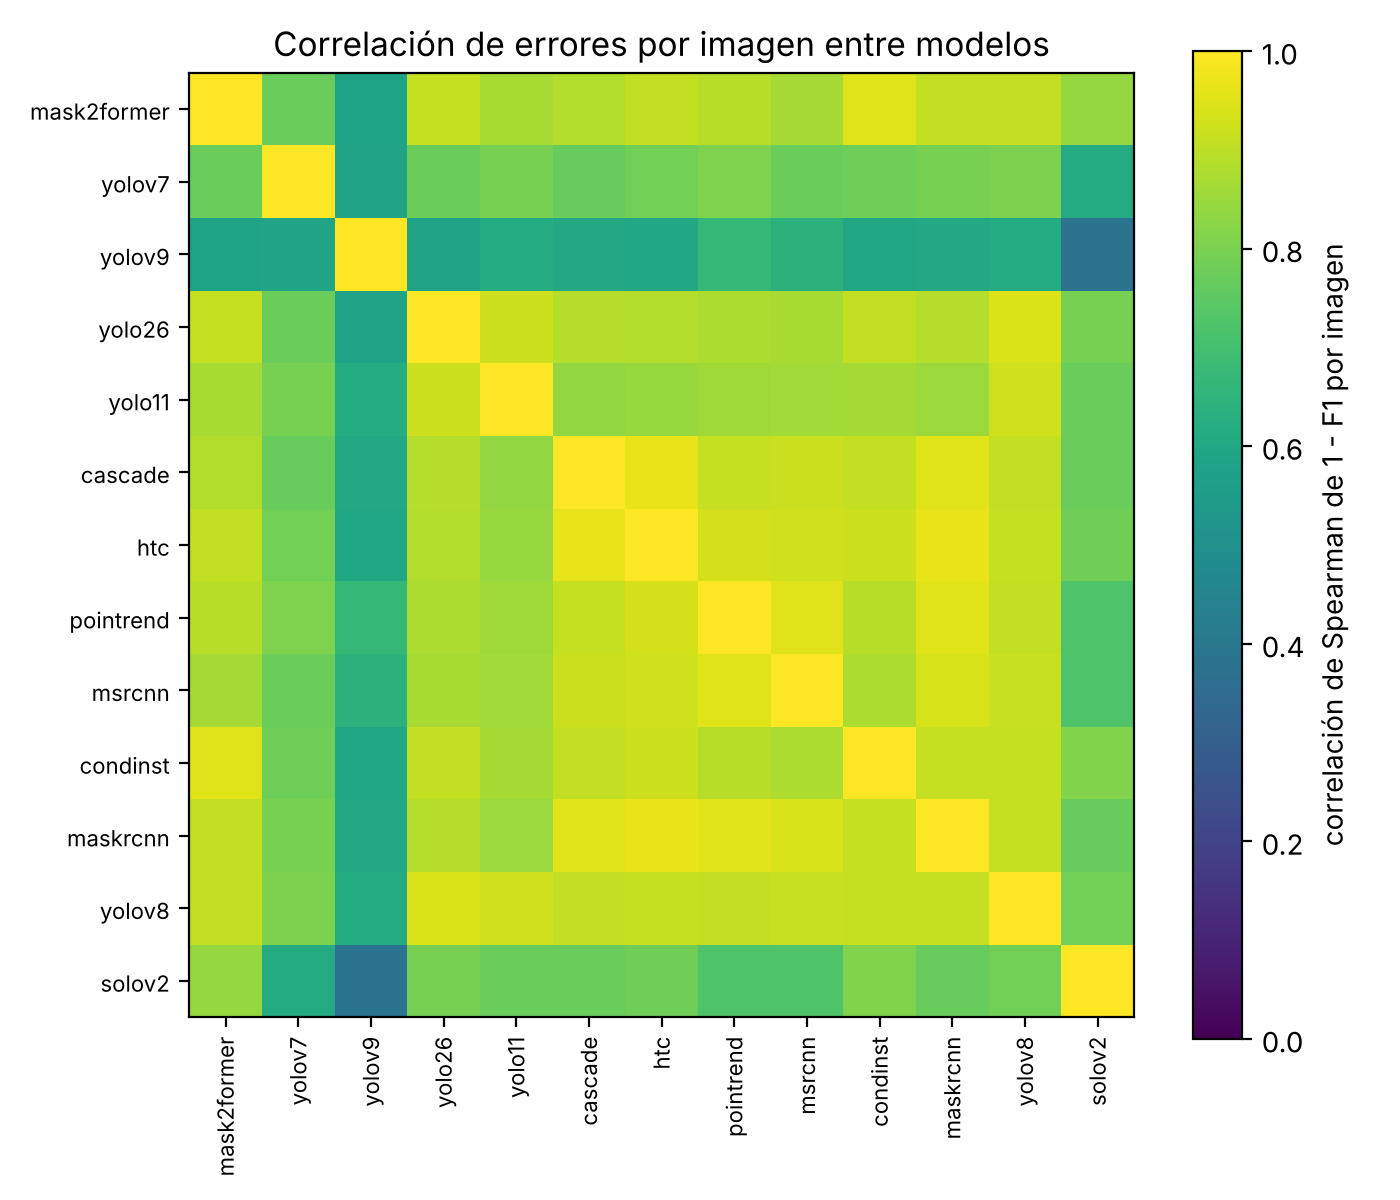 Correlación de errores por imagen entre modelos
mask2former
yolov7
yolov9
yolo26
yolo11
cascade
htc
pointrend
msrcnn
condinst
maskrcnn
yolov8
solov2
mask2former
yolov7
yolov9
yolo26
yolo11
cascade
htc
pointrend
msrcnn
condinst
maskrcnn
yolov8
solov2
1.0
0.8
0.6
0.4
0.2
0.0
correlación de Spearman de 1 - F1 por imagen